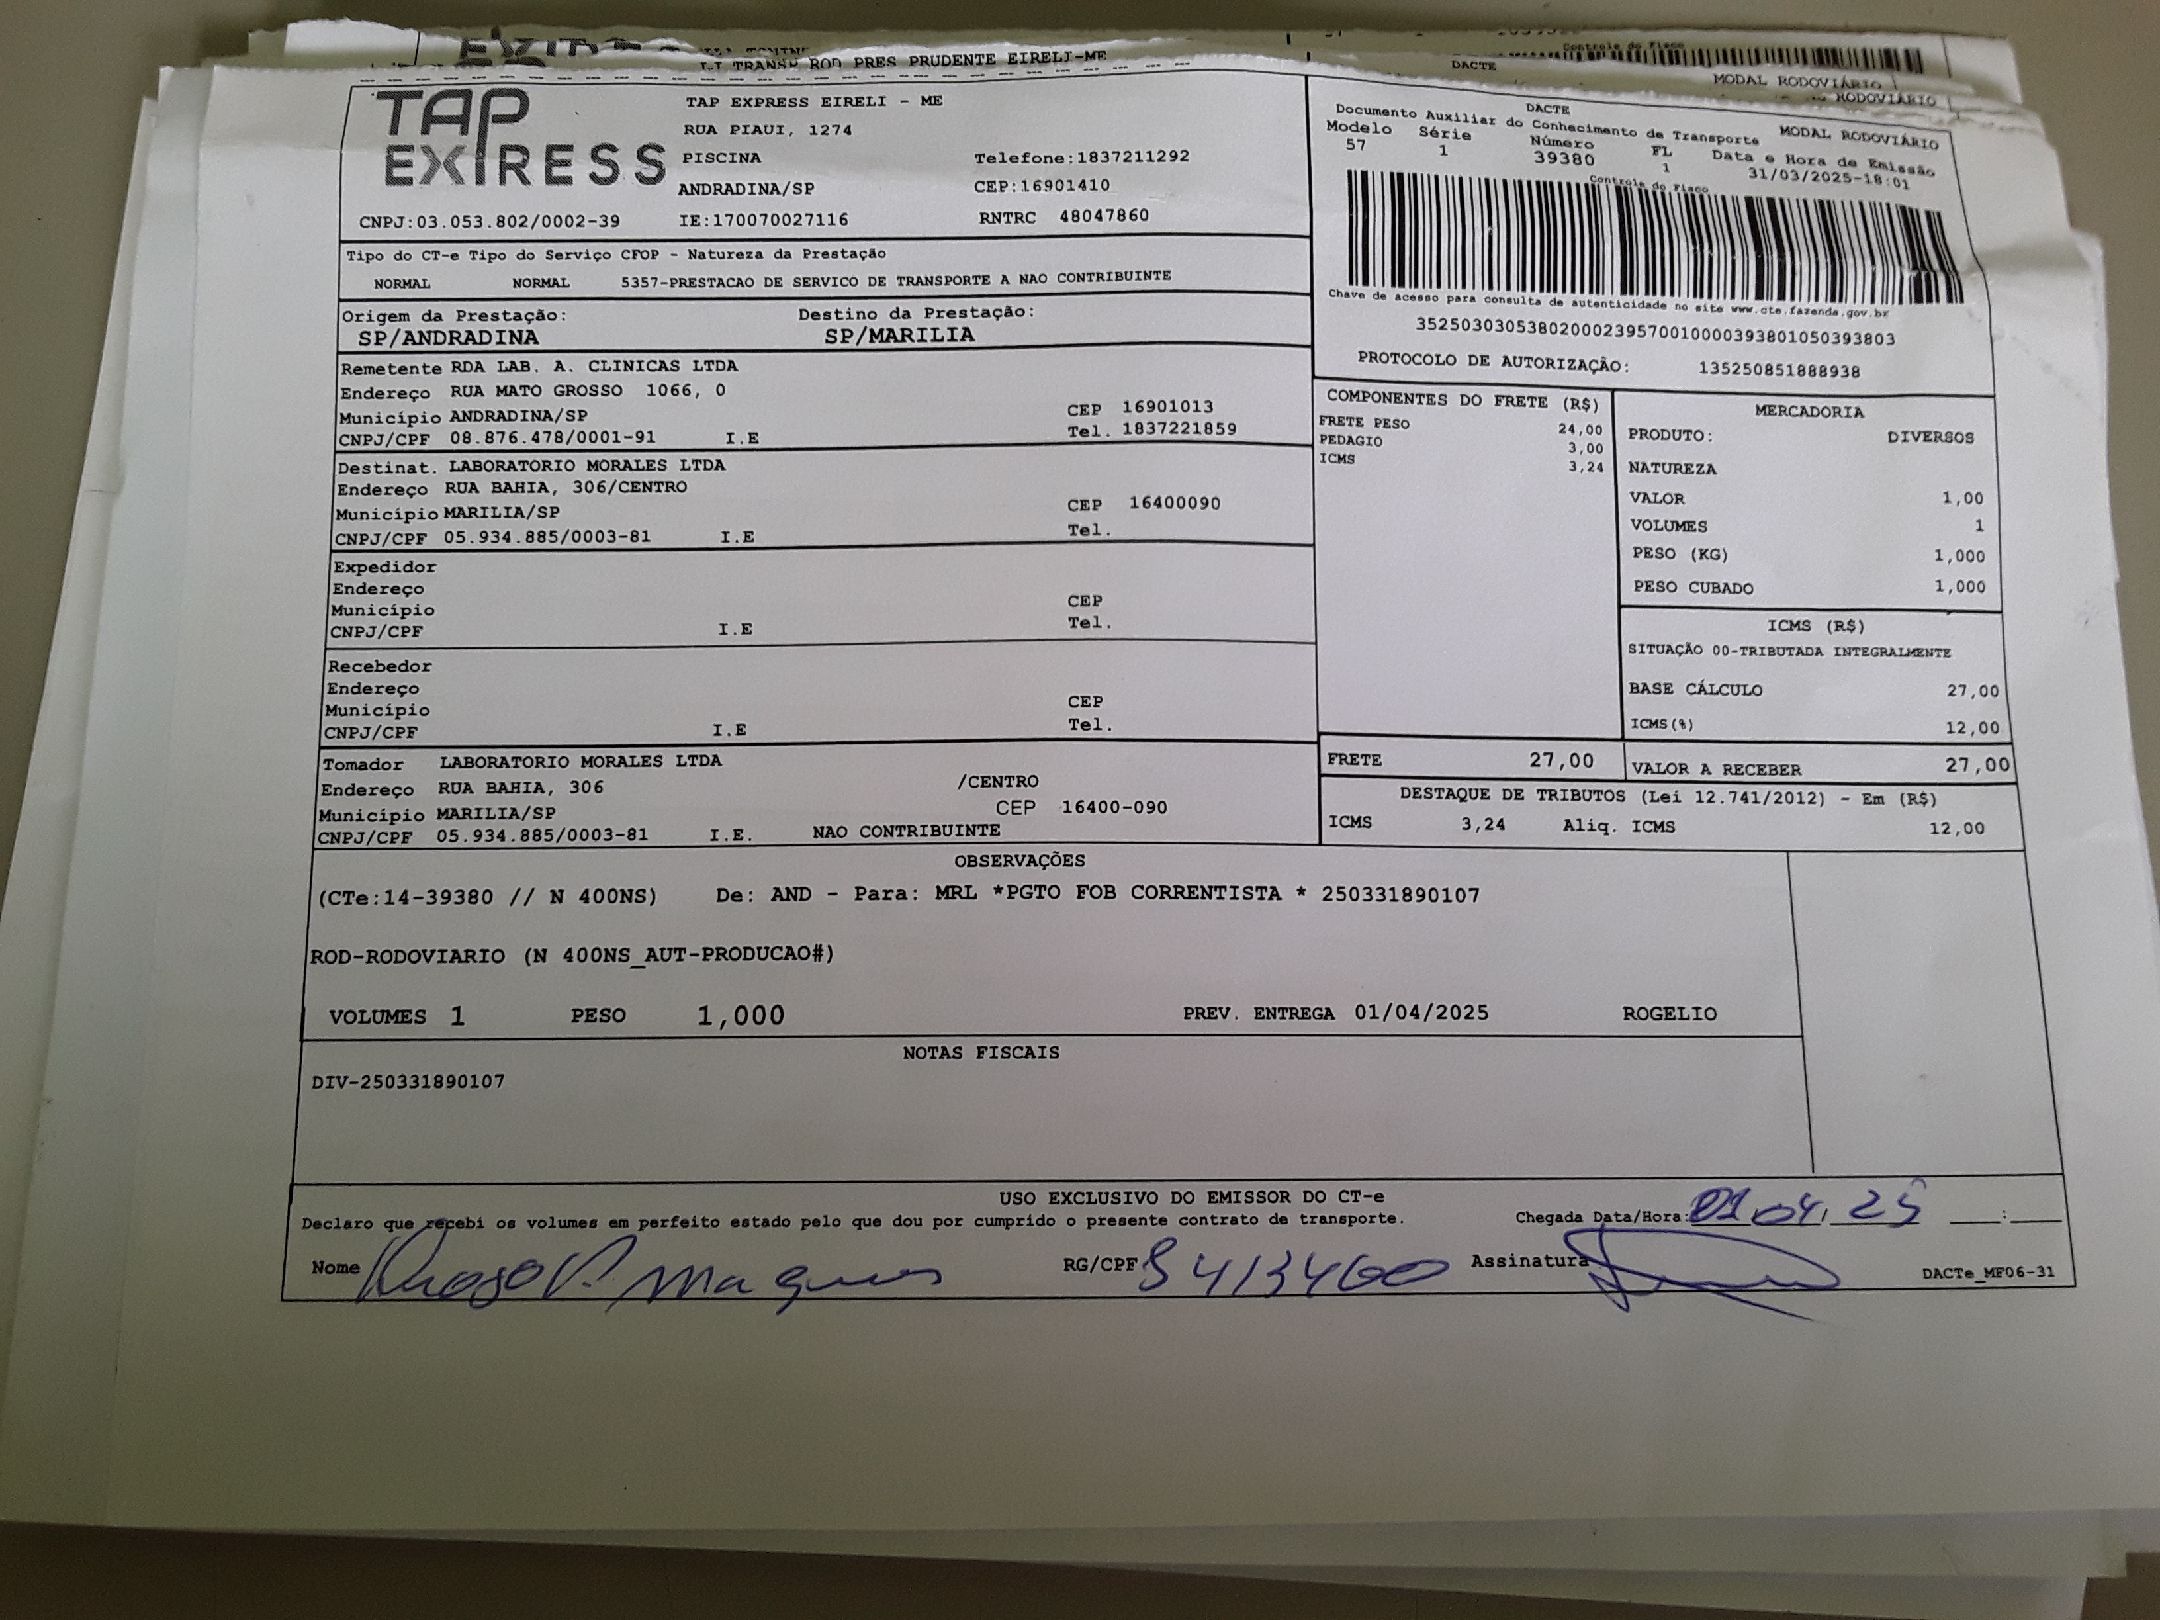 TRANSP ROD PRES PRUDENTE EIRELI-ME
Controle do Fisco
DACTE
MODAL RODOVIÁRIO
RODOVIÁRIO
TAP EXPRESS
TAP EXPRESS EIRELI - ME
RUA PIAUI, 1274
PISCINA Telefone:1837211292
ANDRADINA/SP CEP:16901410
CNPJ:03.053.802/0002-39 IE:170070027116 RNTRC 48047860
DACTE
Documento Auxiliar do Conhecimento de Transporte MODAL RODOVIÁRIO
Modelo Série Número FL Data e Hora de Emissão
57 1 39380 1 31/03/2025-18:01
Controle do Fisco
Chave de acesso para consulta de autenticidade no site www.cte.fazenda.gov.br
35250303053802000239570010000393801050393803
PROTOCOLO DE AUTORIZAÇÃO: 135250851888938
Tipo do CT-e Tipo do Serviço CFOP - Natureza da Prestação
NORMAL NORMAL 5357-PRESTACAO DE SERVICO DE TRANSPORTE A NAO CONTRIBUINTE
Origem da Prestação: Destino da Prestação:
SP/ANDRADINA SP/MARILIA
Remetente RDA LAB. A. CLINICAS LTDA
Endereço RUA MATO GROSSO 1066, 0
Município ANDRADINA/SP CEP 16901013
CNPJ/CPF 08.876.478/0001-91 I.E Tel. 1837221859
Destinat. LABORATORIO MORALES LTDA
Endereço RUA BAHIA, 306/CENTRO
Município MARILIA/SP CEP 16400090
CNPJ/CPF 05.934.885/0003-81 I.E Tel.
Expedidor
Endereço
Município CEP
CNPJ/CPF I.E Tel.
Recebedor
Endereço
Município CEP
CNPJ/CPF I.E Tel.
Tomador LABORATORIO MORALES LTDA
Endereço RUA BAHIA, 306 /CENTRO
Município MARILIA/SP CEP 16400-090
CNPJ/CPF 05.934.885/0003-81 I.E. NAO CONTRIBUINTE
COMPONENTES DO FRETE (R$)
FRETE PESO 24,00
PEDAGIO 3,00
ICMS 3,24
MERCADORIA
PRODUTO: DIVERSOS
NATUREZA
VALOR 1,00
VOLUMES 1
PESO (KG) 1,000
PESO CUBADO 1,000
ICMS (R$)
SITUAÇÃO 00-TRIBUTADA INTEGRALMENTE
BASE CÁLCULO 27,00
ICMS(%) 12,00
FRETE 27,00 VALOR A RECEBER 27,00
DESTAQUE DE TRIBUTOS (Lei 12.741/2012) - Em (R$)
ICMS 3,24 Aliq. ICMS 12,00
OBSERVAÇÕES
(CTe:14-39380 // N 400NS) De: AND - Para: MRL *PGTO FOB CORRENTISTA * 250331890107
ROD-RODOVIARIO (N 400NS_AUT-PRODUCAO#)
VOLUMES 1 PESO 1,000 PREV. ENTREGA 01/04/2025 ROGELIO
NOTAS FISCAIS
DIV-250331890107
USO EXCLUSIVO DO EMISSOR DO CT-e
Declaro que recebi os volumes em perfeito estado pelo que dou por cumprido o presente contrato de transporte. Chegada Data/Hora: 01.04.25 ___:___
Nome RG/CPF Assinatura
DACTe_MF06-31